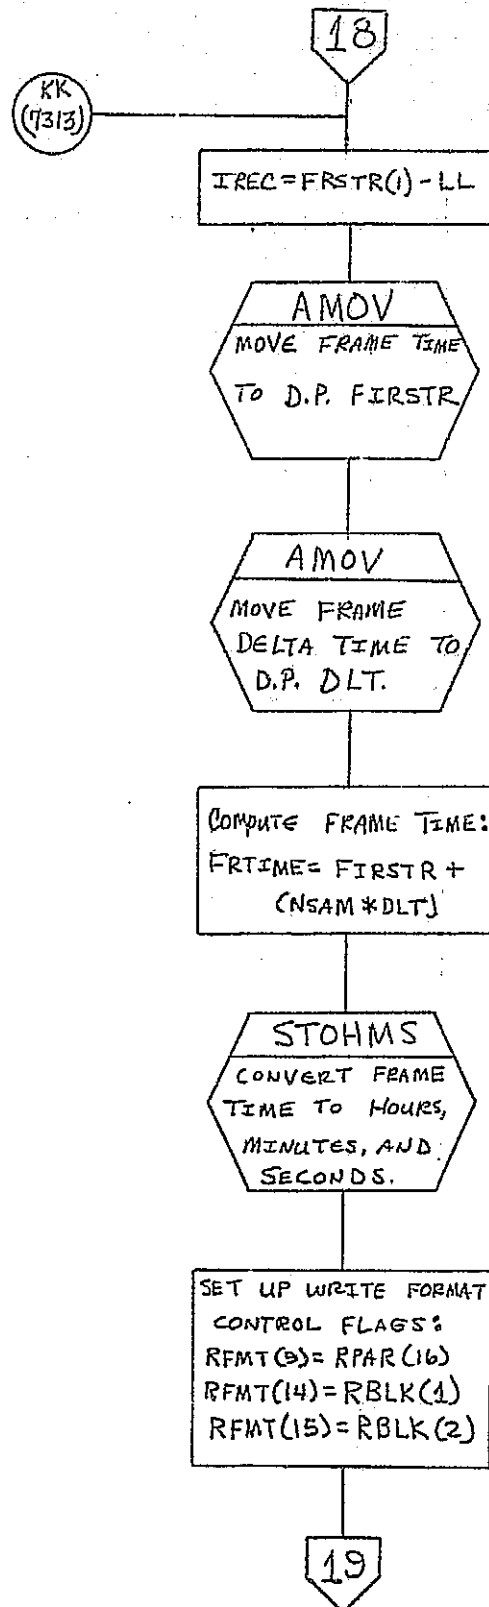 18
KK
(7313)
IREC=FRSTR(1)-LL
AMOV
MOVE FRAME TIME
TO D.P. FIRSTR
AMOV
MOVE FRAME
DELTA TIME TO
D.P. DLT.
COMPUTE FRAME TIME:
FRTIME= FIRSTR +
(NSAM*DLT)
STOHMS
CONVERT FRAME
TIME TO HOURS,
MINUTES, AND
SECONDS.
SET UP WRITE FORMAT
CONTROL FLAGS:
RFMT(9)= RPAR(16)
RFMT(14)=RBLK(1)
RFMT(15)=RBLK(2)
19